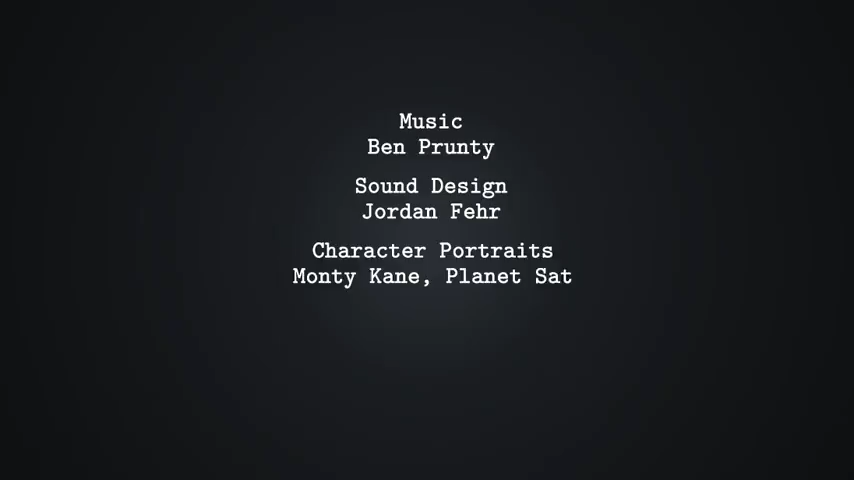 Music
Ben Prunty
Sound Design
Jordan Fehr
Character Portraits
Monty Kane, Planet Sat